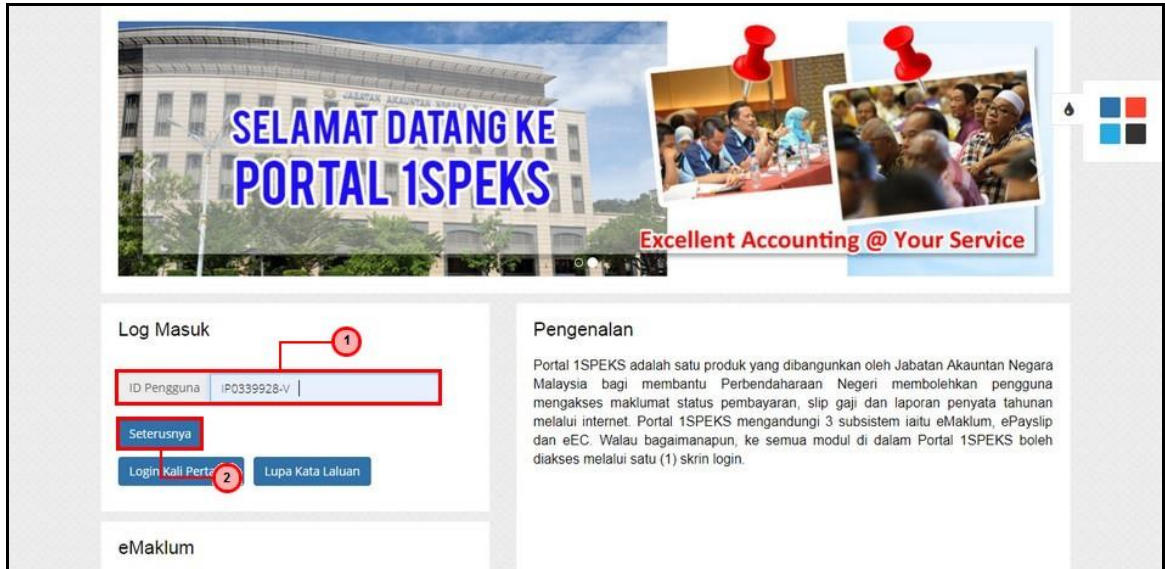 JABATAN AKAUNTAN NEGARA
SELAMAT DATANG KE
PORTAL 1SPEKS
Excellent Accounting @ Your Service
Log Masuk
1
ID Pengguna IP0339928-V
Seterusnya
Login Kali Perta
2
Lupa Kata Laluan
eMaklum
Pengenalan
Portal 1SPEKS adalah satu produk yang dibangunkan oleh Jabatan Akauntan Negara
Malaysia bagi membantu Perbendaharaan Negeri membolehkan pengguna
mengakses maklumat status pembayaran, slip gaji dan laporan penyata tahunan
melalui internet. Portal 1SPEKS mengandungi 3 subsistem iaitu eMaklum, ePayslip
dan eEC. Walau bagaimanapun, ke semua modul di dalam Portal 1SPEKS boleh
diakses melalui satu (1) skrin login.